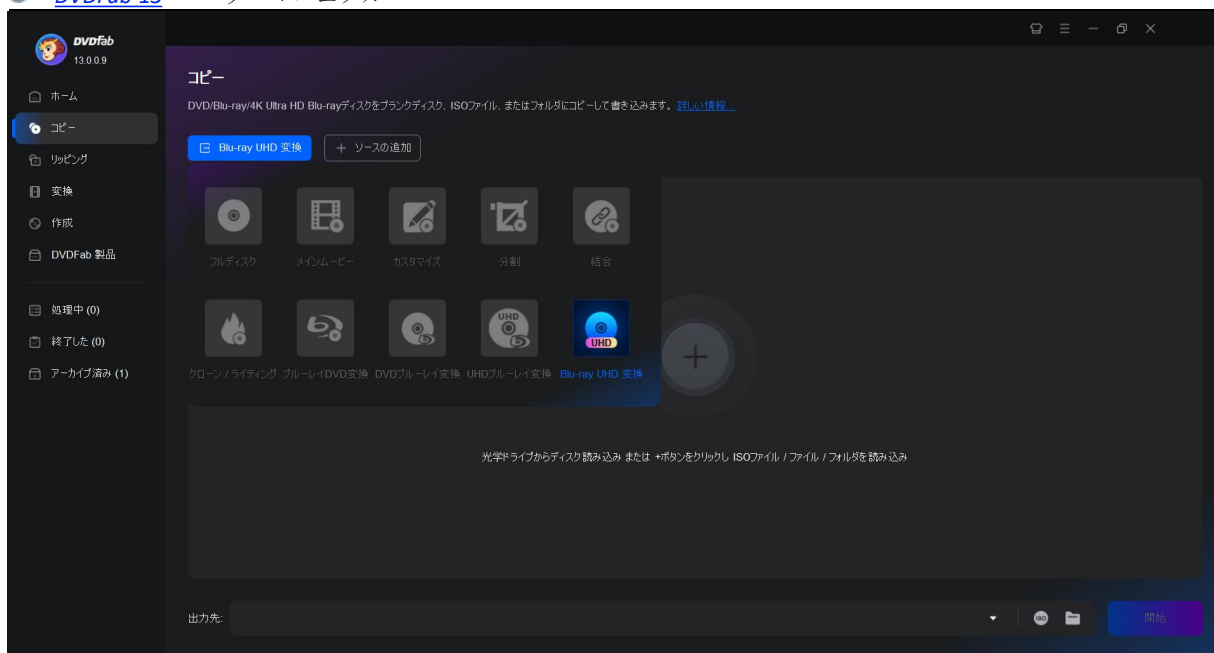 DVDFab 13
DVDfab
13.0.0.9
ホーム
コピー
リッピング
変換
作成
DVDFab 製品
処理中 (0)
終了した (0)
アーカイブ済み (1)
コピー
DVD/Blu-ray/4K Ultra HD Blu-rayディスクをブランクディスク、ISOファイル、またはフォルダにコピーして書き込みます。 詳しい情報...
Blu-ray UHD 変換
+ ソースの追加
フルディスク メインムービー カスタマイズ 分割 結合
UHD
UHD
クローン / ライティング ブルーレイDVD変換 DVDブルーレイ変換 UHDブルーレイ変換 Blu-ray UHD 変換
光学ドライブからディスク読み込み または +ボタンをクリックし ISOファイル / ファイル / フォルダを読み込み
出力先:
ISO
開始